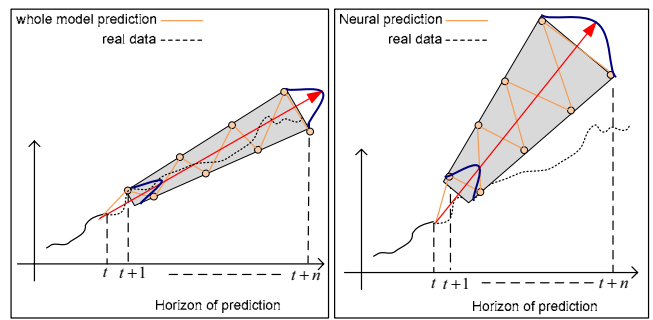 whole model prediction
real data
t t+1 t+n
Horizon of prediction
Neural prediction
real data
t t+1 t+n
Horizon of prediction